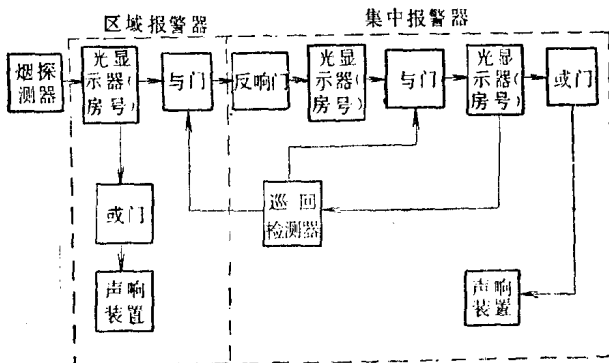 区域报警器
集中报警器
烟探
测器
光显
示器(
房号)
与门
反响门
光显
示器(
房号)
与门
光显
示器(
房号)
或门
或门
巡回
检测器
声响
装置
声响
装置